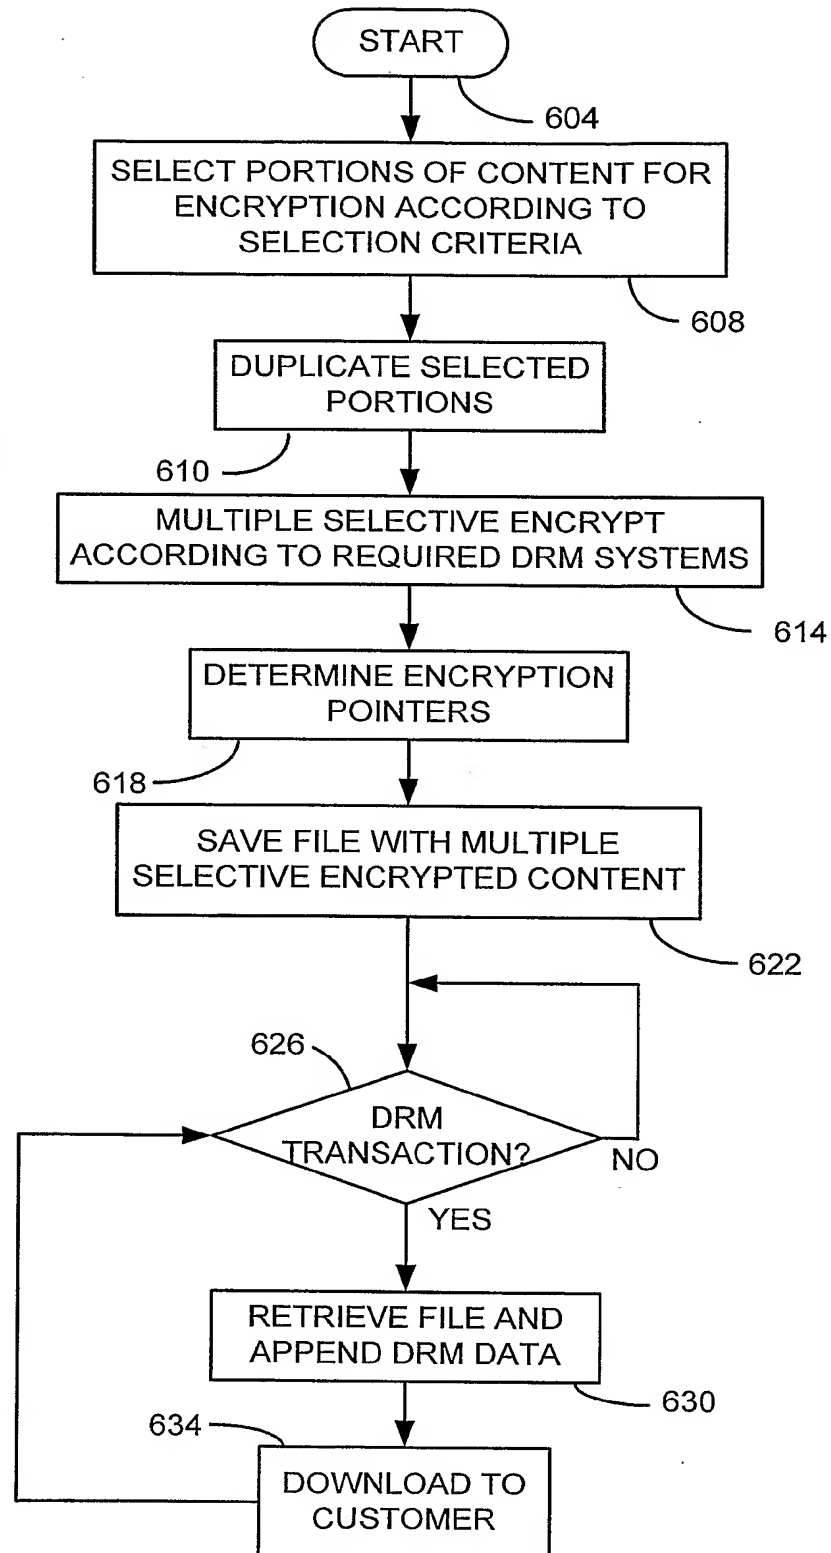 START
604
SELECT PORTIONS OF CONTENT FOR
ENCRYPTION ACCORDING TO
SELECTION CRITERIA
608
DUPLICATE SELECTED
PORTIONS
610
MULTIPLE SELECTIVE ENCRYPT
ACCORDING TO REQUIRED DRM SYSTEMS
614
DETERMINE ENCRYPTION
POINTERS
618
SAVE FILE WITH MULTIPLE
SELECTIVE ENCRYPTED CONTENT
622
626
DRM
TRANSACTION?
NO
YES
RETRIEVE FILE AND
APPEND DRM DATA
630
634
DOWNLOAD TO
CUSTOMER